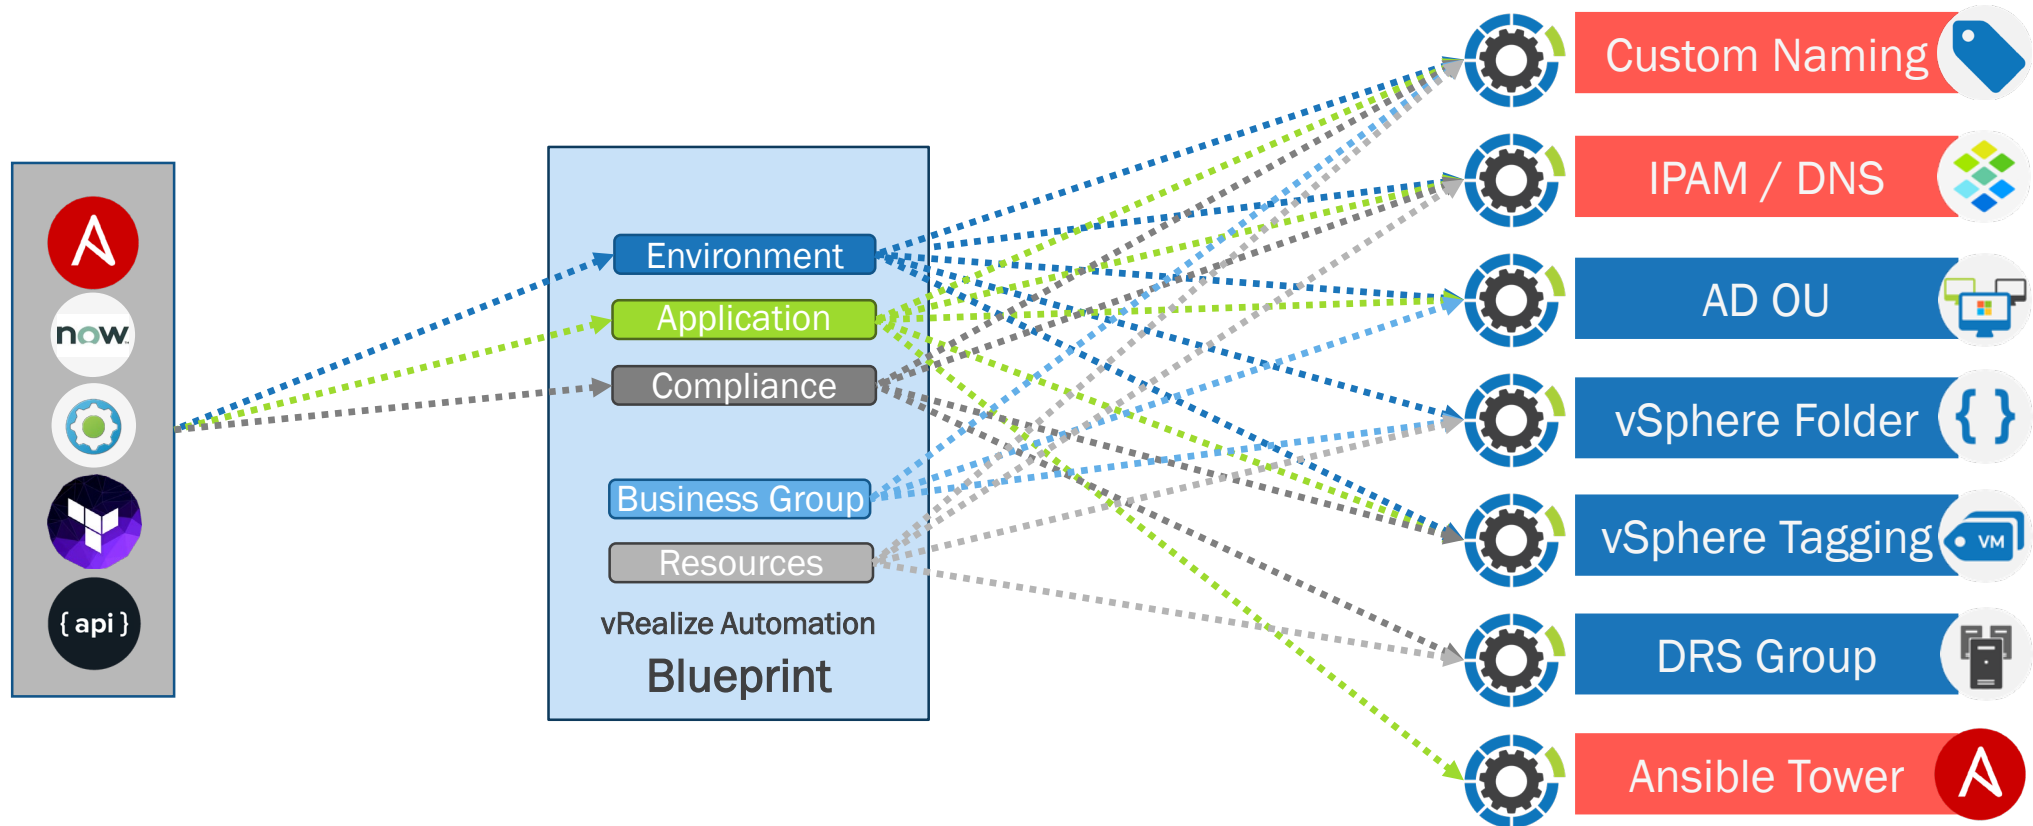 now
{ api }
Environment
Application
Compliance
Business Group
Resources
vRealize Automation
Blueprint
Custom Naming
IPAM / DNS
AD OU
vSphere Folder
{ }
vSphere Tagging
VM
DRS Group
Ansible Tower